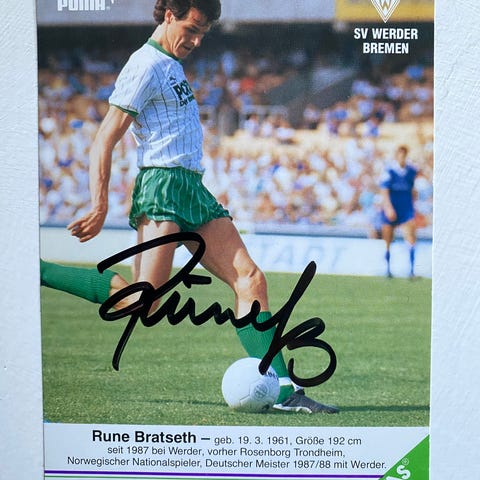 PUMA
SV WERDER
BREMEN
Rune Bratseth — geb. 19. 3. 1961, Größe 192 cm
seit 1987 bei Werder, vorher Rosenborg Trondheim,
Norwegischer Nationalspieler, Deutscher Meister 1987/88 mit Werder.